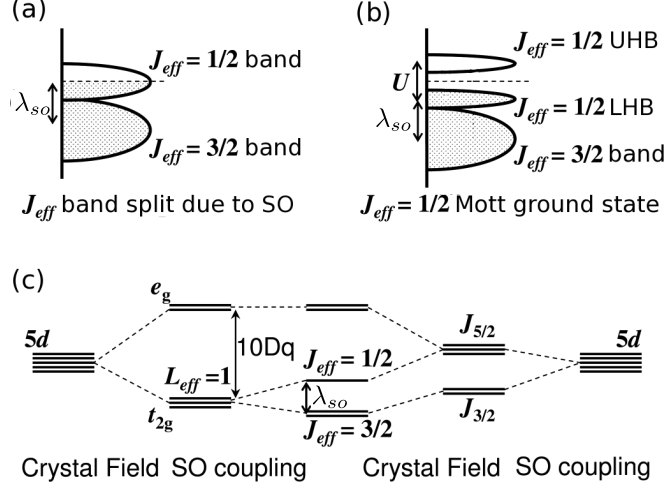 (a)
J_eff = 1/2 band
λ_so
J_eff = 3/2 band
J_eff band split due to SO
(b)
J_eff = 1/2 UHB
U
J_eff = 1/2 LHB
λ_so
J_eff = 3/2 band
J_eff = 1/2 Mott ground state
(c)
e_g
5d
J_5/2
5d
10Dq
L_eff = 1
J_eff = 1/2
λ_so
t_2g
J_eff = 3/2
J_3/2
Crystal Field SO coupling
Crystal Field SO coupling